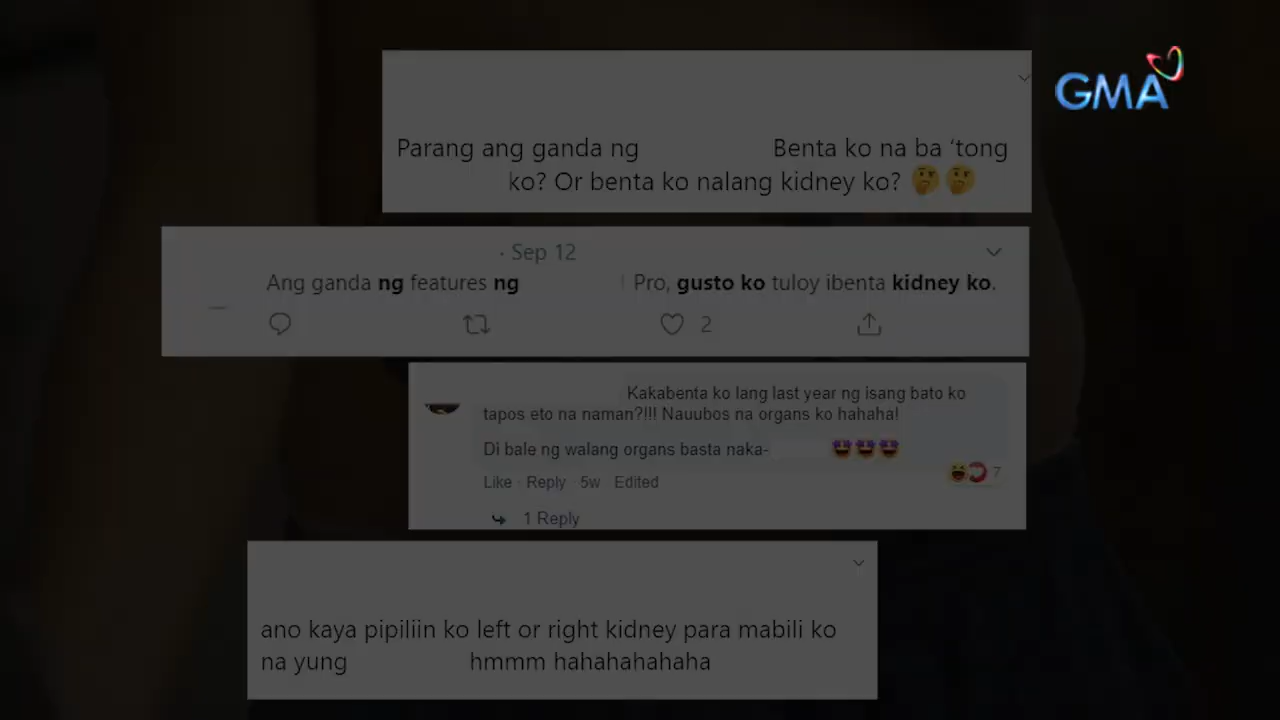 GMA
Parang ang ganda ng Benta ko na ba ‘tong
ko? Or benta ko nalang kidney ko? 🤔🤔
· Sep 12
Ang ganda ng features ng Pro, gusto ko tuloy ibenta kidney ko.
2
Kakabenta ko lang last year ng isang bato ko
tapos eto na naman?!!! Nauubos na organs ko hahaha!
Di bale ng walang organs basta naka- 🤩🤩🤩
Like · Reply · 5w · Edited
7
1 Reply
ano kaya pipiliin ko left or right kidney para mabili ko
na yung hmmm hahahahahaha